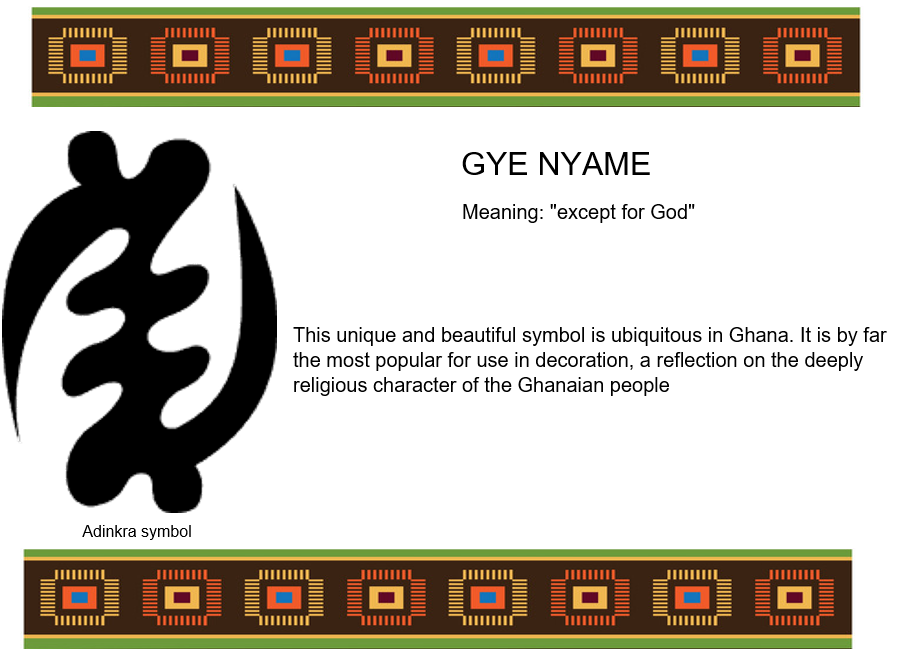 GYE NYAME
Meaning: "except for God"
This unique and beautiful symbol is ubiquitous in Ghana. It is by far
the most popular for use in decoration, a reflection on the deeply
religious character of the Ghanaian people
Adinkra symbol